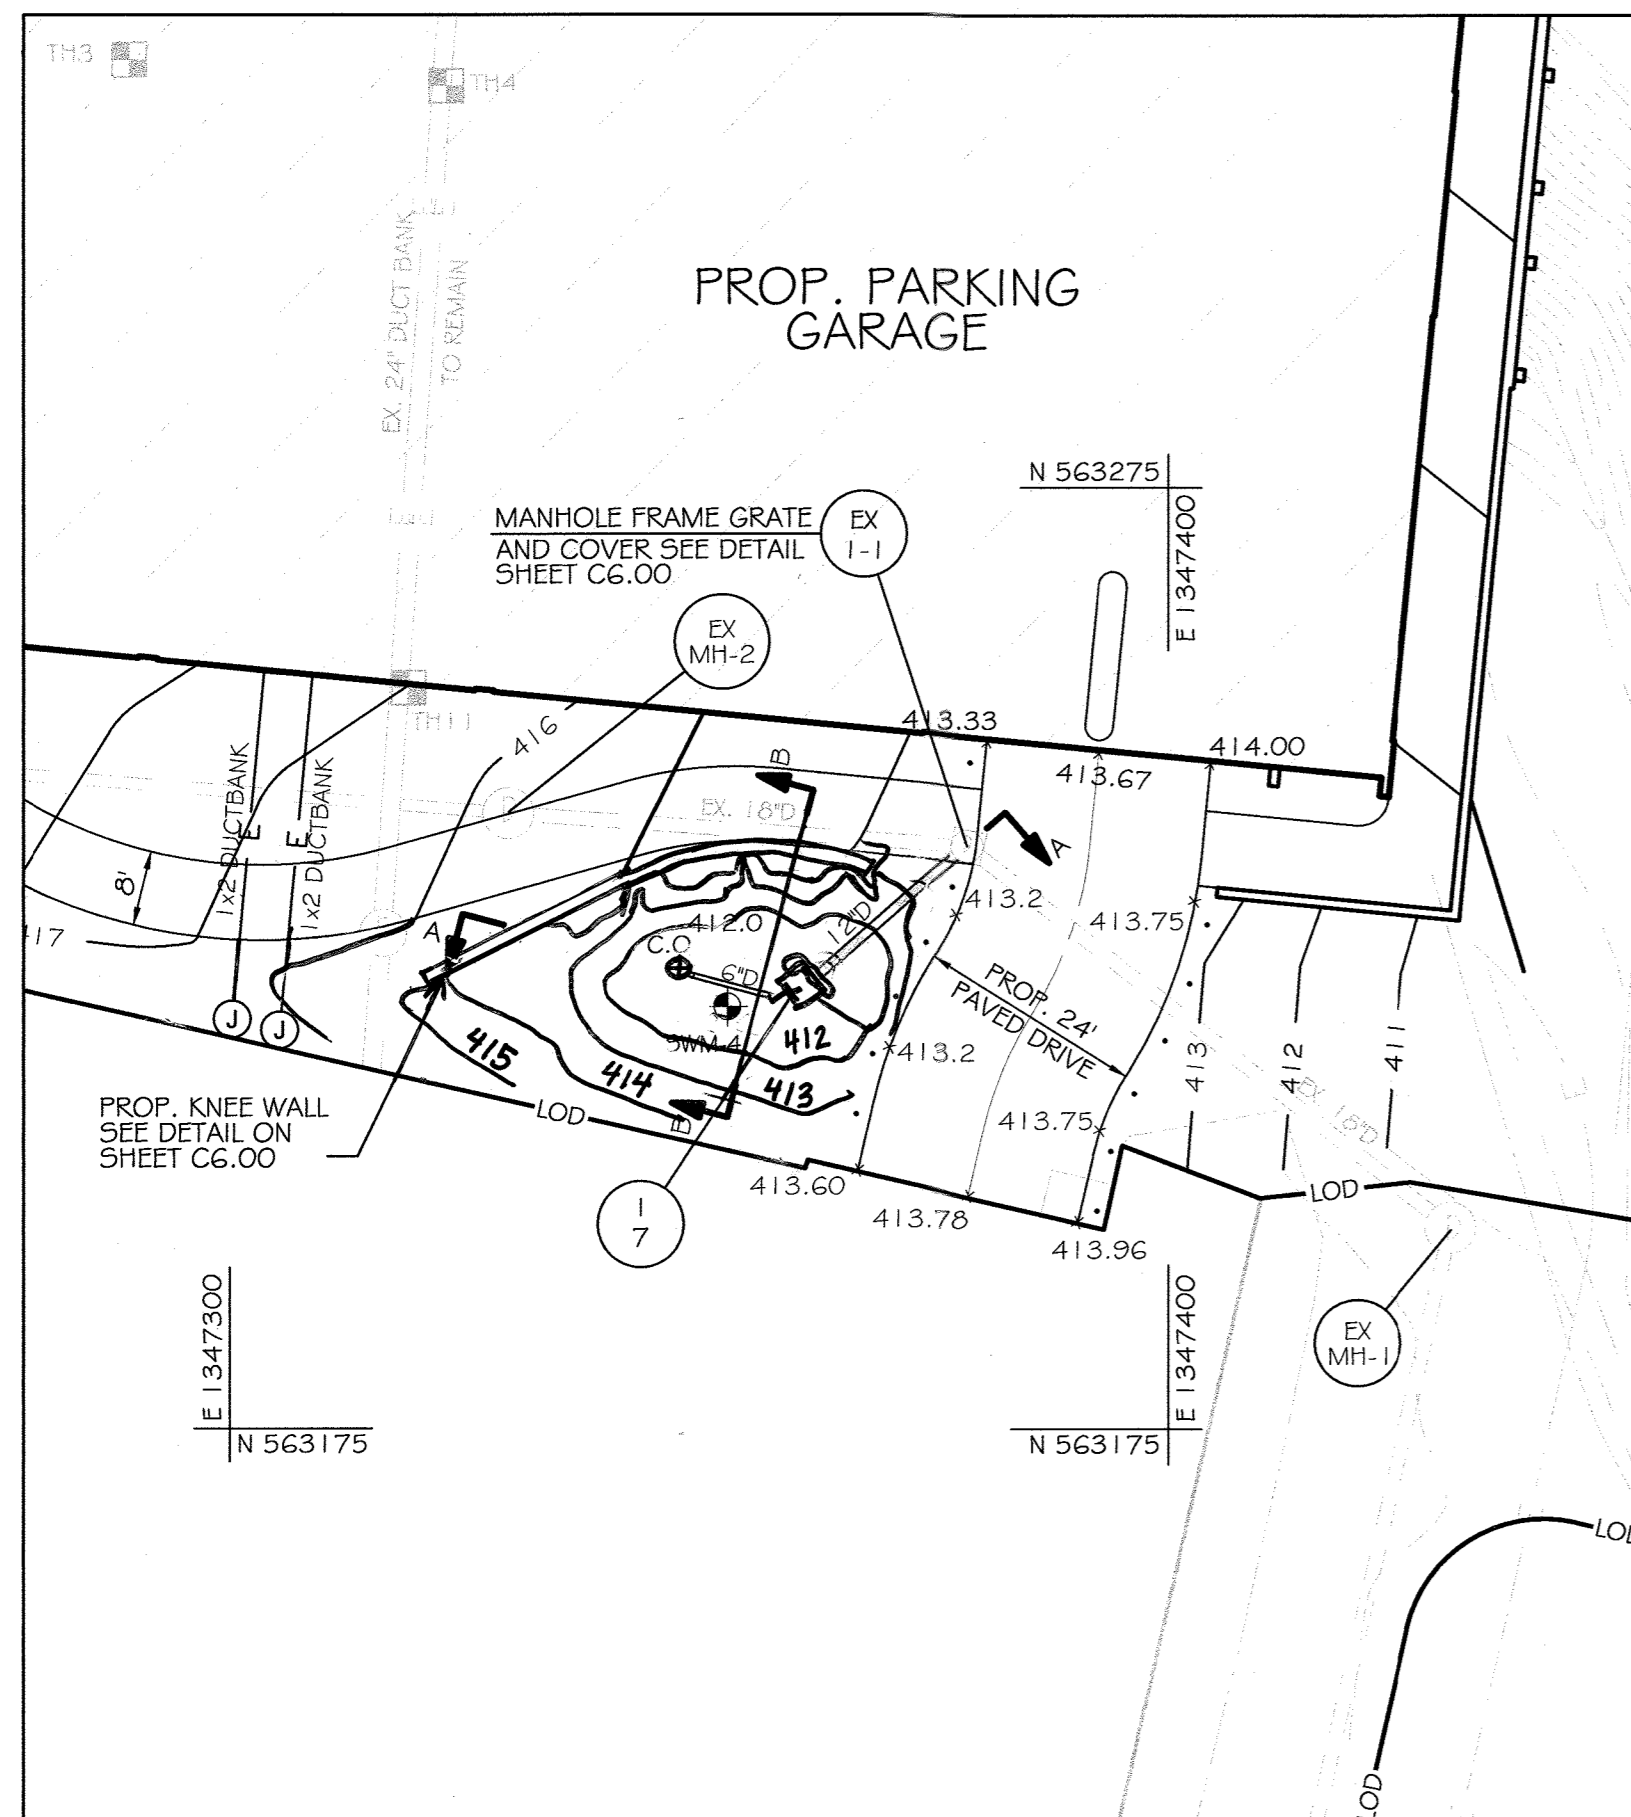 TH3
TH4
EX. 24" DUCT BANK
TO REMAIN
PROP. PARKING
GARAGE
N 563275
E 1347400
MANHOLE FRAME GRATE
AND COVER SEE DETAIL
SHEET C6.00
EX
1-1
EX
MH-2
TH11
416
413.33
414.00
413.67
B
EX. 18"D
A
1x2 DUCTBANK
E
1x2 DUCTBANK
E
8'
417
A
412.0
C.O
6"D
12"D
413.2
413.75
PROP. 24'
PAVED DRIVE
SWM-4
412
413.2
415
414
413
J
J
413
412
411
EX. 18"D
B
LOD
413.75
PROP. KNEE WALL
SEE DETAIL ON
SHEET C6.00
413.60
413.78
413.96
LOD
1
7
E 1347300
N 563175
E 1347400
N 563175
EX
MH-1
LOD
LOD